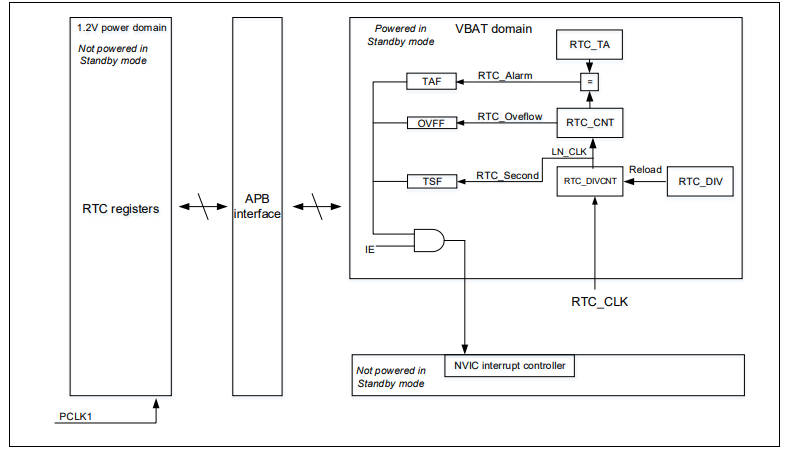 1.2V power domain
Not powered in
Standby mode
RTC registers
PCLK1
APB
interface
Powered in
Standby mode
VBAT domain
RTC_TA
TAF
RTC_Alarm
=
OVFF
RTC_Oveflow
RTC_CNT
LN_CLK
TSF
RTC_Second
RTC_DIVCNT
Reload
RTC_DIV
IE
RTC_CLK
Not powered in
Standby mode
NVIC interrupt controller